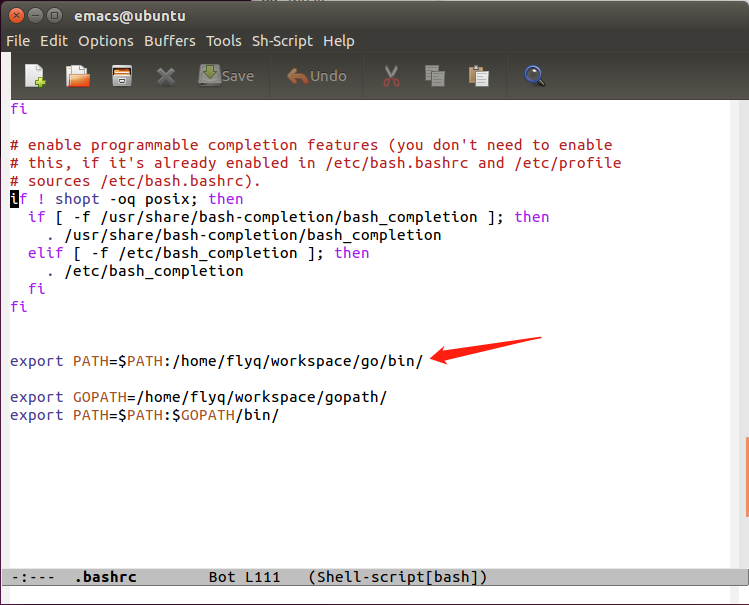 emacs@ubuntu
File Edit Options Buffers Tools Sh-Script Help
Save Undo
fi
# enable programmable completion features (you don't need to enable
# this, if it's already enabled in /etc/bash.bashrc and /etc/profile
# sources /etc/bash.bashrc).
if ! shopt -oq posix; then
  if [ -f /usr/share/bash-completion/bash_completion ]; then
    . /usr/share/bash-completion/bash_completion
  elif [ -f /etc/bash_completion ]; then
    . /etc/bash_completion
  fi
fi
export PATH=$PATH:/home/flyq/workspace/go/bin/
export GOPATH=/home/flyq/workspace/gopath/
export PATH=$PATH:$GOPATH/bin/
-:--- .bashrc Bot L111 (Shell-script[bash])